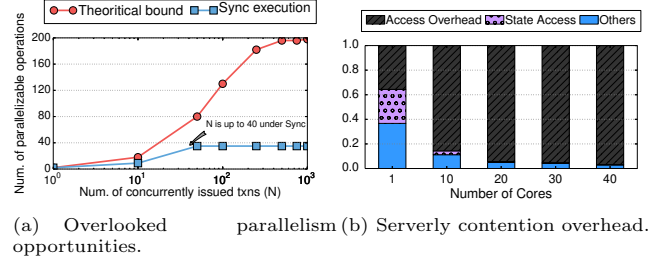 Theoritical bound
Sync execution
Num. of parallelizable operations
200
160
120
80
40
0
N is up to 40 under Sync
10^0 10^1 10^2 10^3
Num. of concurrently issued txns (N)
Access Overhead State Access Others
1.0
0.8
0.6
0.4
0.2
0.0
1 10 20 30 40
Number of Cores
(a) Overlooked parallelism opportunities.
(b) Serverly contention overhead.